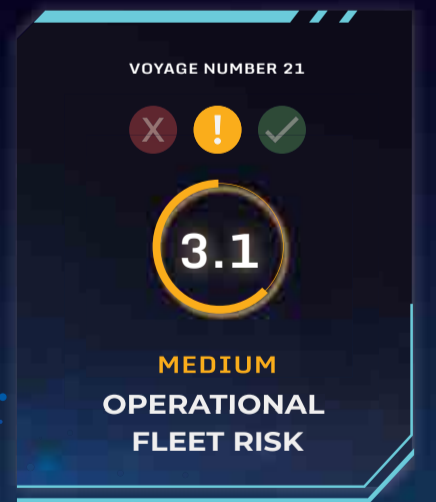 VOYAGE NUMBER 21
X ! ✓
3.1
MEDIUM
OPERATIONAL
FLEET RISK